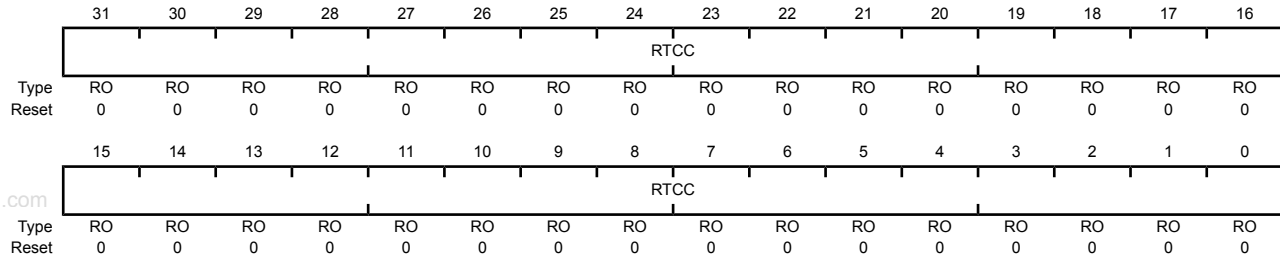 31 30 29 28 27 26 25 24 23 22 21 20 19 18 17 16
RTCC
Type RO RO RO RO RO RO RO RO RO RO RO RO RO RO RO RO
Reset 0 0 0 0 0 0 0 0 0 0 0 0 0 0 0 0
15 14 13 12 11 10 9 8 7 6 5 4 3 2 1 0
RTCC
.com
Type RO RO RO RO RO RO RO RO RO RO RO RO RO RO RO RO
Reset 0 0 0 0 0 0 0 0 0 0 0 0 0 0 0 0